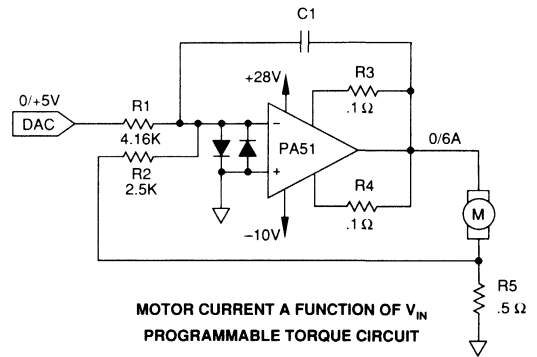 C1
+28V
R3
.1 Ω
0/+5V
DAC
R1
4.16K
R2
2.5K
−
+
PA51
0/6A
R4
.1 Ω
−10V
M
R5
.5 Ω
MOTOR CURRENT A FUNCTION OF V_IN
PROGRAMMABLE TORQUE CIRCUIT